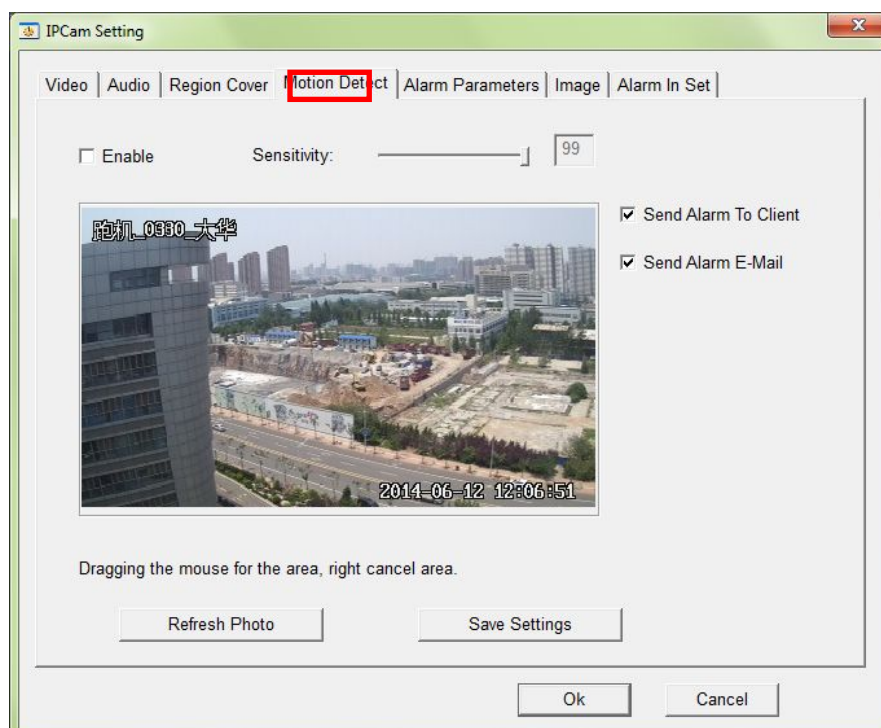 IPCam Setting
Video Audio Region Cover Motion Detect Alarm Parameters Image Alarm In Set
Enable Sensitivity: 99
Send Alarm To Client
跑机_0330_大华
Send Alarm E-Mail
2014-06-12 12:06:51
Dragging the mouse for the area, right cancel area.
Refresh Photo Save Settings
Ok Cancel